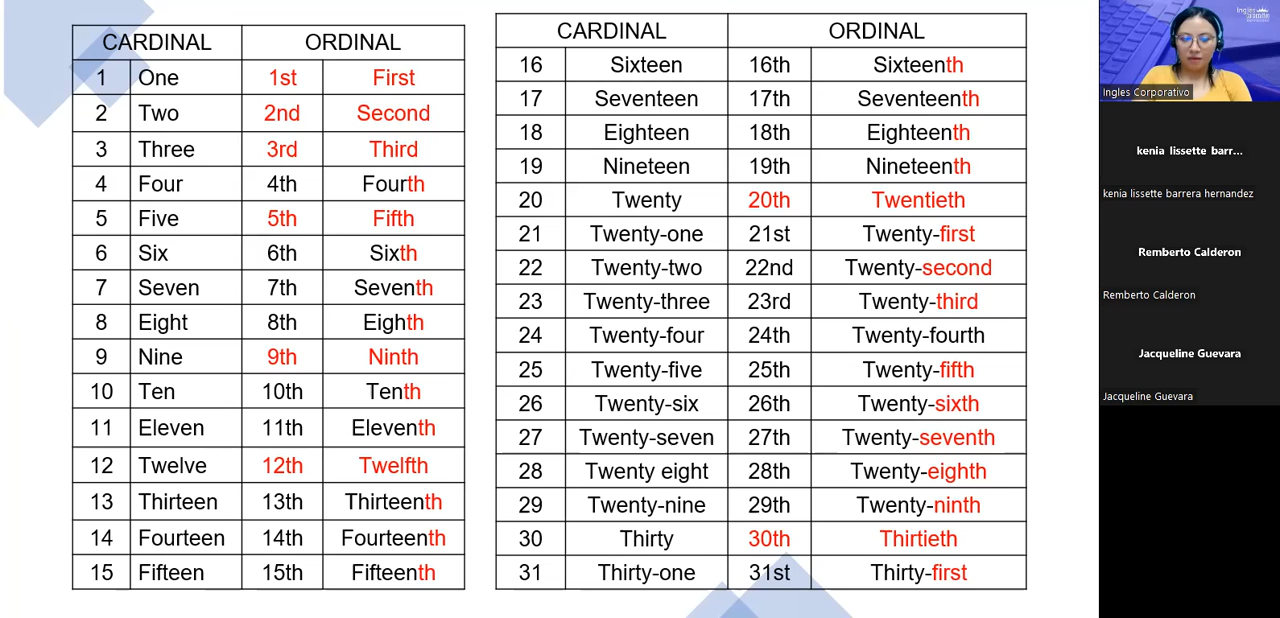 CARDINAL ORDINAL
1 One 1st First
2 Two 2nd Second
3 Three 3rd Third
4 Four 4th Fourth
5 Five 5th Fifth
6 Six 6th Sixth
7 Seven 7th Seventh
8 Eight 8th Eighth
9 Nine 9th Ninth
10 Ten 10th Tenth
11 Eleven 11th Eleventh
12 Twelve 12th Twelfth
13 Thirteen 13th Thirteenth
14 Fourteen 14th Fourteenth
15 Fifteen 15th Fifteenth
CARDINAL ORDINAL
16 Sixteen 16th Sixteenth
17 Seventeen 17th Seventeenth
18 Eighteen 18th Eighteenth
19 Nineteen 19th Nineteenth
20 Twenty 20th Twentieth
21 Twenty-one 21st Twenty-first
22 Twenty-two 22nd Twenty-second
23 Twenty-three 23rd Twenty-third
24 Twenty-four 24th Twenty-fourth
25 Twenty-five 25th Twenty-fifth
26 Twenty-six 26th Twenty-sixth
27 Twenty-seven 27th Twenty-seventh
28 Twenty eight 28th Twenty-eighth
29 Twenty-nine 29th Twenty-ninth
30 Thirty 30th Thirtieth
31 Thirty-one 31st Thirty-first
Ingles
Ingles Corporativo
kenia lissette barr...
kenia lissette barrera hernandez
Remberto Calderon
Remberto Calderon
Jacqueline Guevara
Jacqueline Guevara